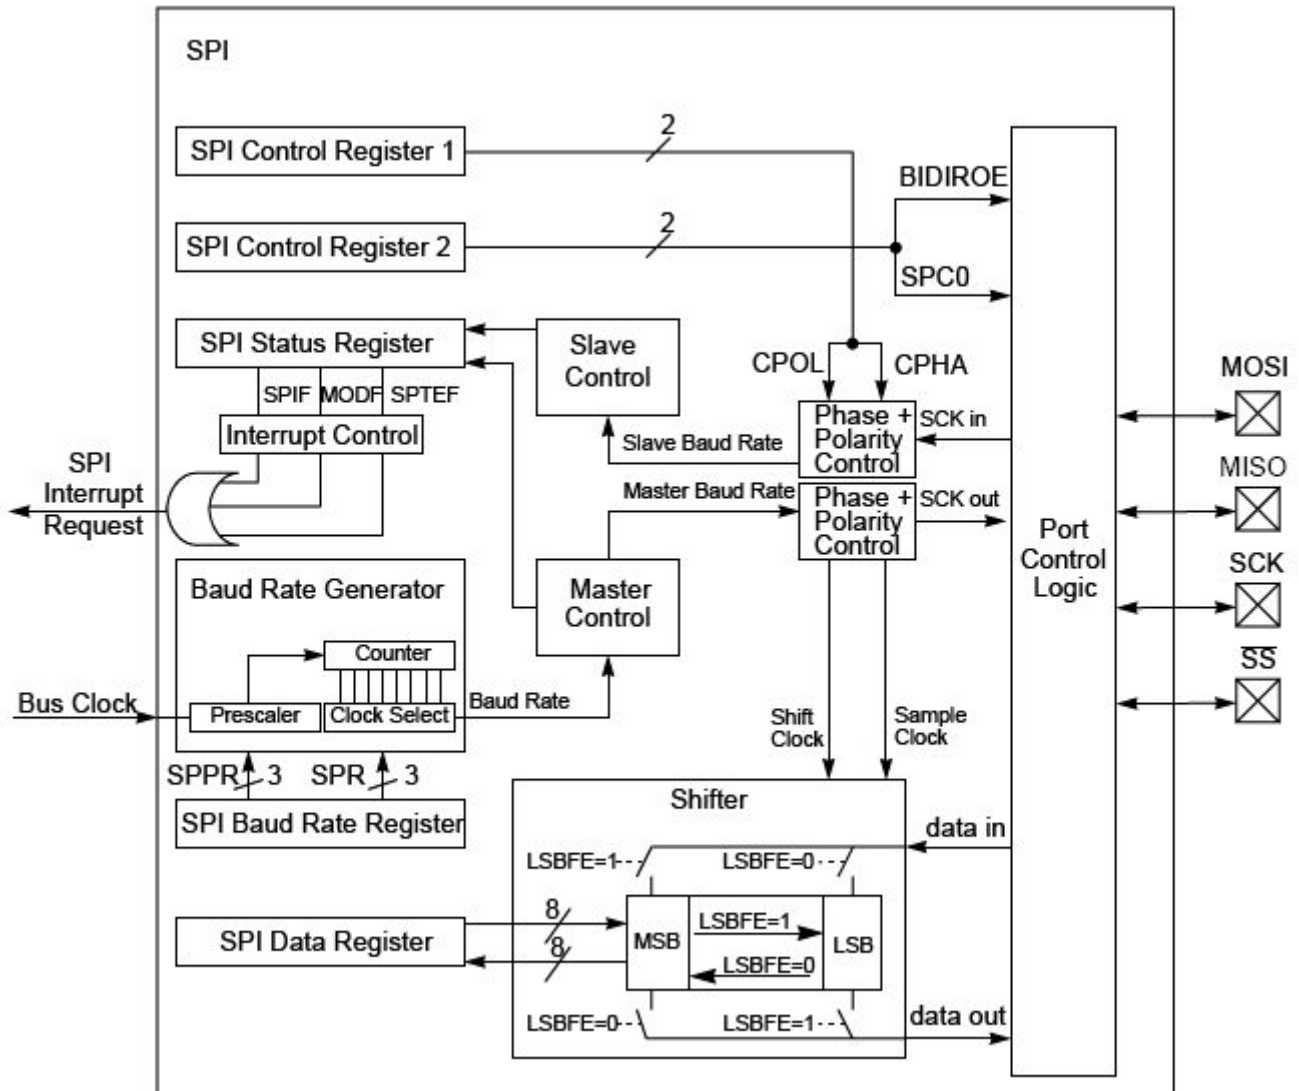 SPI
SPI Control Register 1
2
BIDIROE
SPI Control Register 2
2
SPC0
SPI Status Register
Slave
Control
CPOL
CPHA
MOSI
SPIF
MODF
SPTEF
Interrupt Control
Phase +
Polarity
Control
SCK in
Slave Baud Rate
SPI
Interrupt
Request
MISO
Master Baud Rate
Phase +
Polarity
Control
SCK out
Port
Control
Logic
SCK
Baud Rate Generator
Master
Control
Counter
SS
Bus Clock
Prescaler
Clock Select
Baud Rate
Shift
Clock
Sample
Clock
SPPR
3
SPR
3
SPI Baud Rate Register
Shifter
data in
LSBFE=1
LSBFE=0
SPI Data Register
8
8
MSB
LSBFE=1
LSBFE=0
LSB
LSBFE=0
LSBFE=1
data out